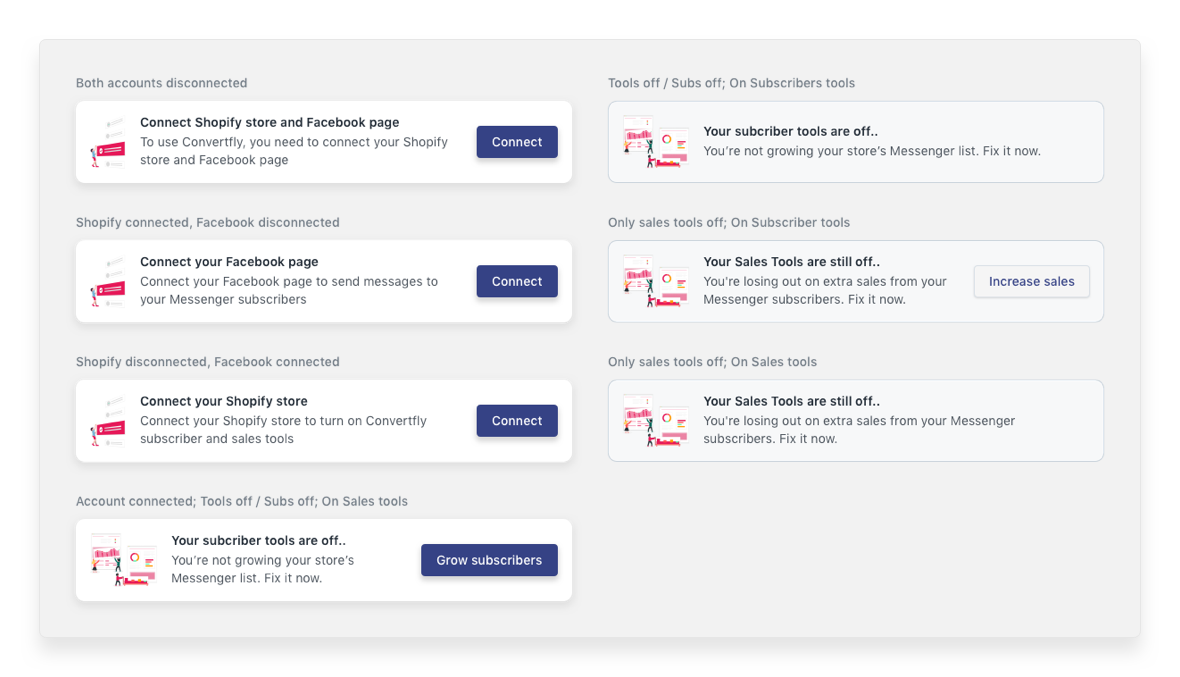 Both accounts disconnected
Connect Shopify store and Facebook page
To use Convertfly, you need to connect your Shopify
store and Facebook page
Connect
Shopify connected, Facebook disconnected
Connect your Facebook page
Connect your Facebook page to send messages to
your Messenger subscribers
Connect
Shopify disconnected, Facebook connected
Connect your Shopify store
Connect your Shopify store to turn on Convertfly
subscriber and sales tools
Connect
Account connected; Tools off / Subs off; On Sales tools
Your subcriber tools are off..
You're not growing your store's
Messenger list. Fix it now.
Grow subscribers
Tools off / Subs off; On Subscribers tools
Your subcriber tools are off..
You're not growing your store's Messenger list. Fix it now.
Only sales tools off; On Subscriber tools
Your Sales Tools are still off..
You're losing out on extra sales from your
Messenger subscribers. Fix it now.
Increase sales
Only sales tools off; On Sales tools
Your Sales Tools are still off..
You're losing out on extra sales from your Messenger
subscribers. Fix it now.